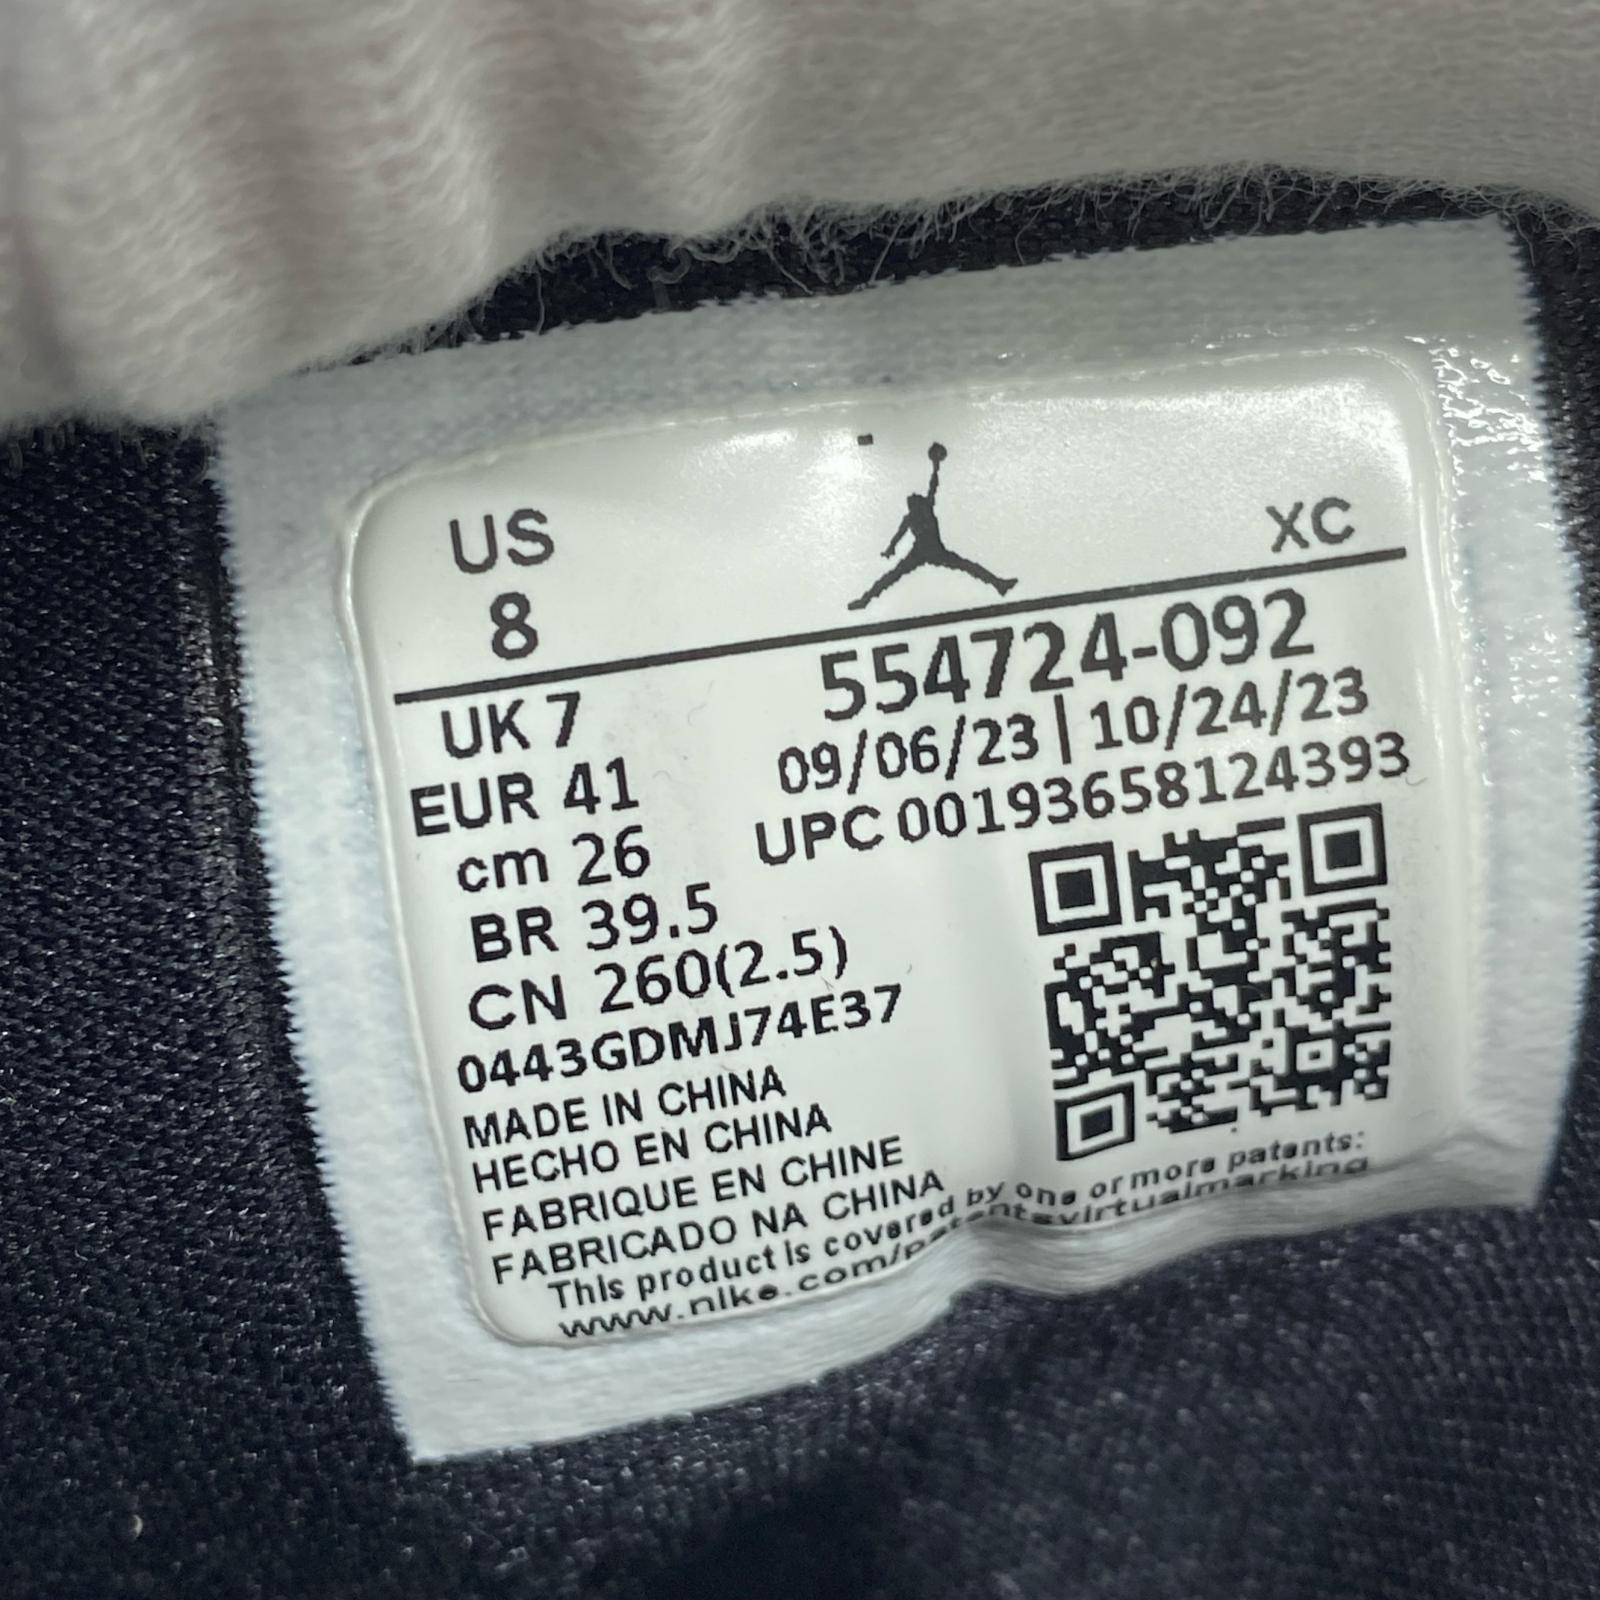 US
XC
8
UK 7
554724-092
EUR 41
09/06/23 | 10/24/23
cm 26
UPC 00193658124393
BR 39.5
CN 260(2.5)
0443GDMJ74E37
MADE IN CHINA
HECHO EN CHINA
FABRIQUE EN CHINE
FABRICADO NA CHINA
This product is covered by one or more patents:
www.nike.com/patentsvirtualmarking